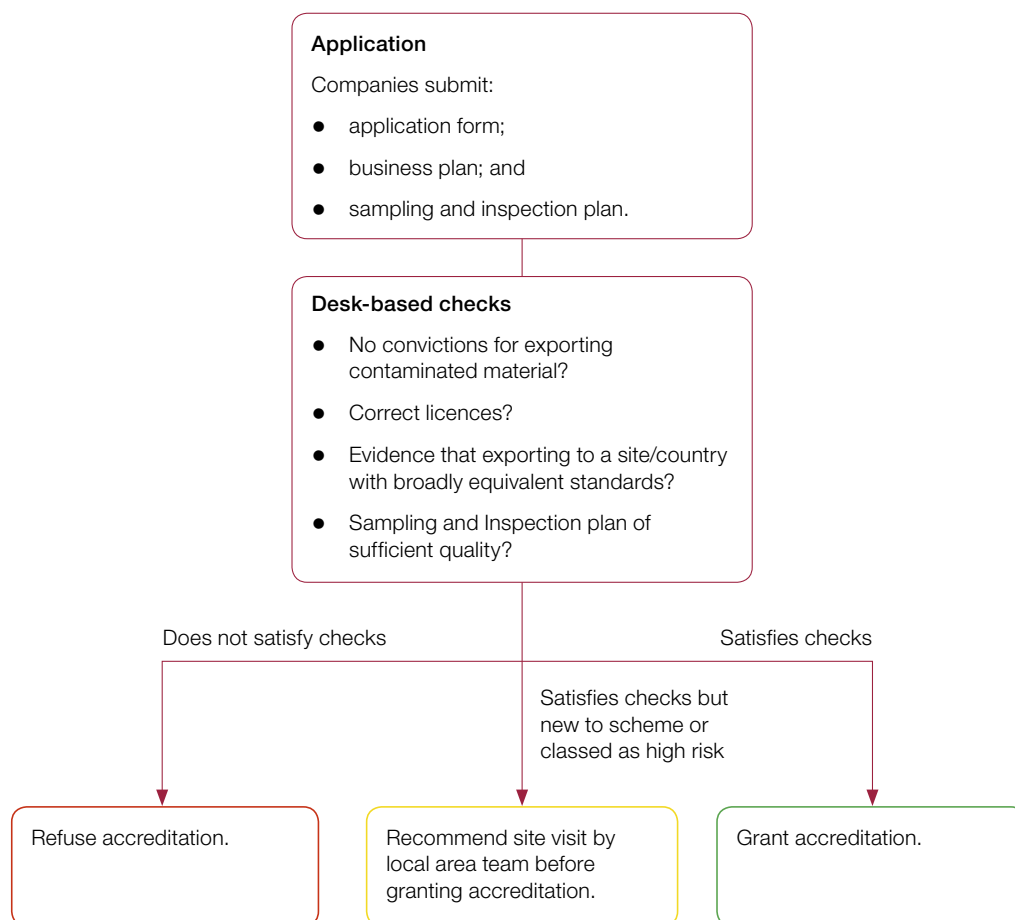 Application
Companies submit:
● application form;
● business plan; and
● sampling and inspection plan.
Desk-based checks
● No convictions for exporting
contaminated material?
● Correct licences?
● Evidence that exporting to a site/country
with broadly equivalent standards?
● Sampling and Inspection plan of
sufficient quality?
Does not satisfy checks
Satisfies checks
Satisfies checks but
new to scheme or
classed as high risk
Refuse accreditation.
Recommend site visit by
local area team before
granting accreditation.
Grant accreditation.